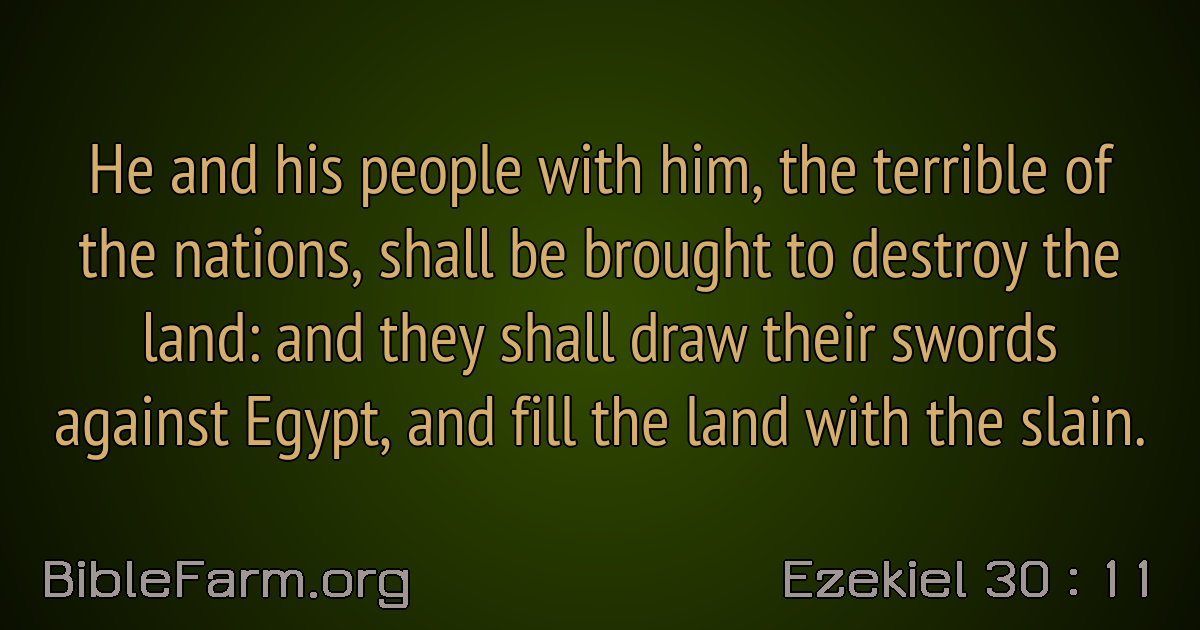 He and his people with him, the terrible of
the nations, shall be brought to destroy the
land: and they shall draw their swords
against Egypt, and fill the land with the slain.
BibleFarm.org
Ezekiel 30 : 11